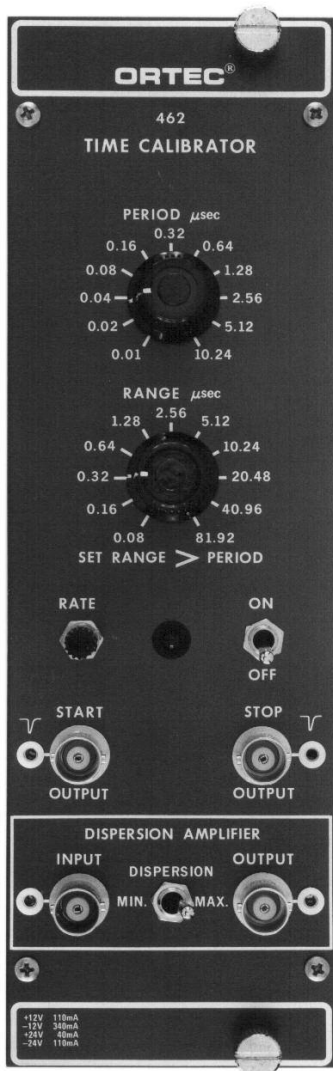 ORTEC®
462
TIME CALIBRATOR
PERIOD µsec
0.32
0.16 0.64
0.08 1.28
0.04 2.56
0.02 5.12
0.01 10.24
RANGE µsec
2.56
1.28 5.12
0.64 10.24
0.32 20.48
0.16 40.96
0.08 81.92
SET RANGE > PERIOD
RATE ON
OFF
START STOP
OUTPUT OUTPUT
DISPERSION AMPLIFIER
INPUT OUTPUT
DISPERSION
MIN. MAX.
+12V 110mA
-12V 340mA
+24V 40mA
-24V 110mA